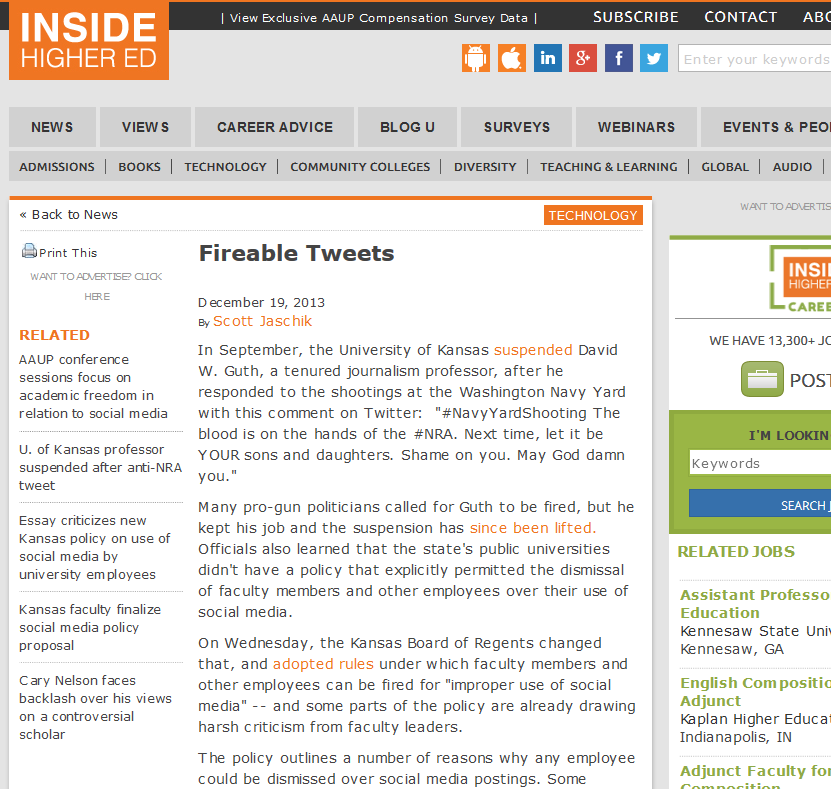 | View Exclusive AAUP Compensation Survey Data |
SUBSCRIBE CONTACT
INSIDE
HIGHER ED
Enter your keywords
NEWS VIEWS CAREER ADVICE BLOG U SURVEYS WEBINARS EVENTS &
ADMISSIONS | BOOKS | TECHNOLOGY | COMMUNITY COLLEGES | DIVERSITY | TEACHING & LEARNING | GLOBAL | AUDIO |
« Back to News
TECHNOLOGY
Print This
WANT TO ADVERTISE? CLICK
HERE
RELATED
AAUP conference
sessions focus on
academic freedom in
relation to social media
U. of Kansas professor
suspended after anti-NRA
tweet
Essay criticizes new
Kansas policy on use of
social media by
university employees
Kansas faculty finalize
social media policy
proposal
Cary Nelson faces
backlash over his views
on a controversial
scholar
Fireable Tweets
December 19, 2013
By Scott Jaschik
In September, the University of Kansas suspended David
W. Guth, a tenured journalism professor, after he
responded to the shootings at the Washington Navy Yard
with this comment on Twitter: "#NavyYardShooting The
blood is on the hands of the #NRA. Next time, let it be
YOUR sons and daughters. Shame on you. May God damn
you."
Many pro-gun politicians called for Guth to be fired, but he
kept his job and the suspension has since been lifted.
Officials also learned that the state's public universities
didn't have a policy that explicitly permitted the dismissal
of faculty members and other employees over their use of
social media.
On Wednesday, the Kansas Board of Regents changed
that, and adopted rules under which faculty members and
other employees can be fired for "improper use of social
media" -- and some parts of the policy are already drawing
harsh criticism from faculty leaders.
The policy outlines a number of reasons why any employee
could be dismissed over social media postings. Some
WANT TO
INSI
HIGHER
CAREE
WE HAVE 13,300+
POST
I'M
Keywords
SEARCH
RELATED JOBS
Assistant
Education
Kennesaw State
Kennesaw, GA
English
Adjunct
Kaplan Higher
Indianapolis, IN
Adjunct Faculty for
Composition